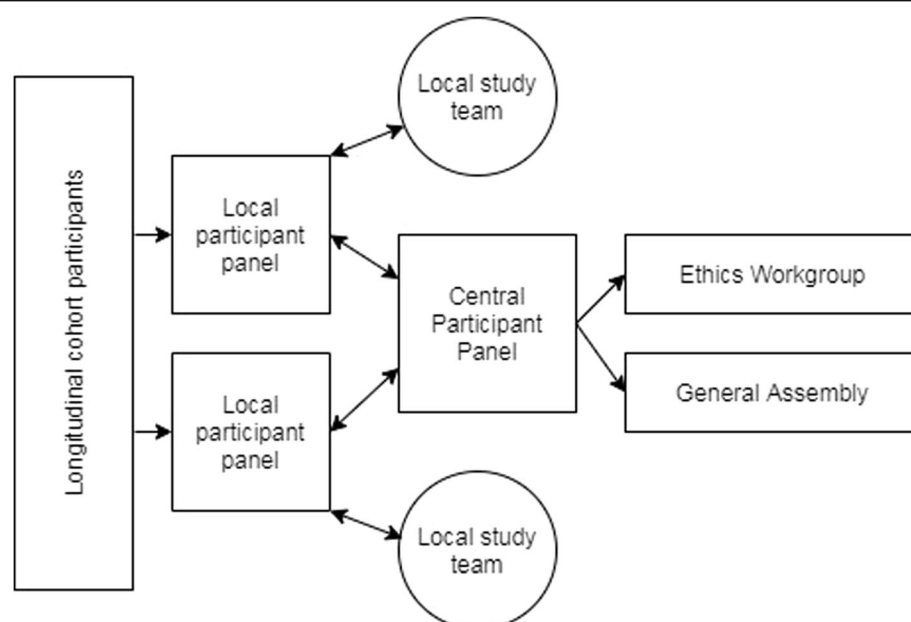 Longitudinal cohort participants
Local study
team
Local
participant
panel
Central
Participant
Panel
Ethics Workgroup
General Assembly
Local
participant
panel
Local study
team